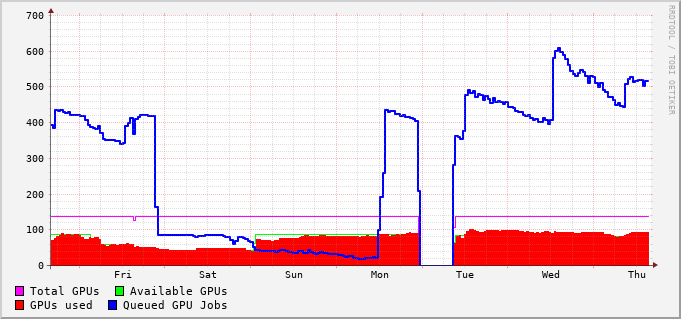 700
600
500
400
300
200
100
0
Fri Sat Sun Mon Tue Wed Thu
Total GPUs Available GPUs
GPUs used Queued GPU Jobs
RRDTOOL / TOBI OETIKER